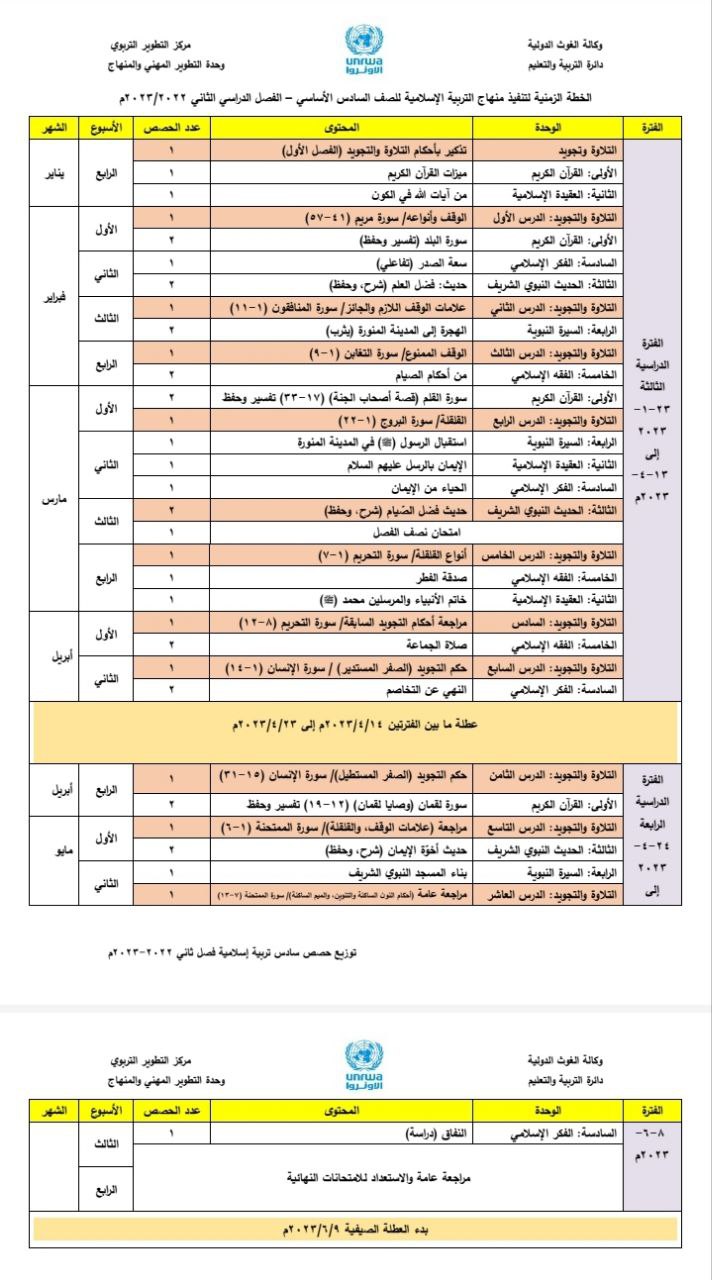 وكالة الغوث الدولية
دائرة التربية والتعليم
unrwa
الاونروا
مركز التطوير التربوي
وحدة التطوير المهني والمنهاج
الخطة الزمنية لتنفيذ منهاج التربية الإسلامية للصف السادس الأساسي – الفصل الدراسي الثاني ٢٠٢٣/٢٠٢٢م
الفترة الوحدة المحتوى عدد الحصص الأسبوع الشهر
الفترة الدراسية الثالثة ٢٣-١-٢٠٢٣ إلى ١٣-٤-٢٠٢٣م
التلاوة وتجويد تذكير بأحكام التلاوة والتجويد (الفصل الأول) ١ الرابع يناير
الأولى: القرآن الكريم ميزات القرآن الكريم ١
الثانية: العقيدة الإسلامية من آيات الله في الكون ١
التلاوة والتجويد: الدرس الأول الوقف وأنواعه/ سورة مريم (٤١-٥٧) ١ الأول فبراير
الأولى: القرآن الكريم سورة البلد (تفسير وحفظ) ٢
السادسة: الفكر الإسلامي سعة الصدر (تفاعلي) ١ الثاني
الثالثة: الحديث النبوي الشريف حديث: فضل العلم (شرح، وحفظ) ٢
التلاوة والتجويد: الدرس الثاني علامات الوقف اللازم والجائز/ سورة المنافقون (١-١١) ١ الثالث
الرابعة: السيرة النبوية الهجرة إلى المدينة المنورة (يثرب) ٢
التلاوة والتجويد: الدرس الثالث الوقف الممنوع/ سورة التغابن (١-٩) ١ الرابع
الخامسة: الفقه الإسلامي من أحكام الصيام ٢
الأولى: القرآن الكريم سورة القلم (قصة أصحاب الجنة) (١٧-٣٣) تفسير وحفظ ٢ الأول مارس
التلاوة والتجويد: الدرس الرابع القلقلة/ سورة البروج (١-٢٢) ١
الرابعة: السيرة النبوية استقبال الرسول (ﷺ) في المدينة المنورة ١ الثاني
الثانية: العقيدة الإسلامية الإيمان بالرسل عليهم السلام ١
السادسة: الفكر الإسلامي الحياء من الإيمان ١
الثالثة: الحديث النبوي الشريف حديث فضل الصّيام (شرح، وحفظ) ٢ الثالث
امتحان نصف الفصل ١
التلاوة والتجويد: الدرس الخامس أنواع القلقلة/ سورة التحريم (١-٧) ١ الرابع
الخامسة: الفقه الإسلامي صدقة الفطر ١
الثانية: العقيدة الإسلامية خاتم الأنبياء والمرسلين محمد (ﷺ) ١
التلاوة والتجويد: السادس مراجعة أحكام التجويد السابقة/ سورة التحريم (٨-١٢) ١ الأول أبريل
الخامسة: الفقه الإسلامي صلاة الجماعة ٢
التلاوة والتجويد: الدرس السابع حكم التجويد (الصفر المستدير) / سورة الإنسان (١-١٤) ١ الثاني
السادسة: الفكر الإسلامي النهي عن التخاصم ٢
عطلة ما بين الفترتين ٢٠٢٣/٤/١٤م إلى ٢٠٢٣/٤/٢٣م
الفترة الدراسية الرابعة ٢٤-٤-٢٠٢٣ إلى
التلاوة والتجويد: الدرس الثامن حكم التجويد (الصفر المستطيل)/ سورة الإنسان (١٥-٣١) ١ الرابع أبريل
الأولى: القرآن الكريم سورة لقمان (وصايا لقمان) (١٢-١٩) تفسير وحفظ ٢
التلاوة والتجويد: الدرس التاسع مراجعة (علامات الوقف، والقلقلة)/ سورة الممتحنة (١-٦) ١ الأول مايو
الثالثة: الحديث النبوي الشريف حديث أخوّة الإيمان (شرح، وحفظ) ٢
الرابعة: السيرة النبوية بناء المسجد النبوي الشريف ١ الثاني
التلاوة والتجويد: الدرس العاشر مراجعة عامة (أحكام النون الساكنة والتنوين، والميم الساكنة)/ سورة الممتحنة (٧-١٣) ١
توزيع حصص سادس تربية إسلامية فصل ثاني ٢٠٢٢-٢٠٢٣م
وكالة الغوث الدولية
دائرة التربية والتعليم
unrwa
الاونروا
مركز التطوير التربوي
وحدة التطوير المهني والمنهاج
الفترة الوحدة المحتوى عدد الحصص الأسبوع الشهر
٨-٦-٢٠٢٣م
السادسة: الفكر الإسلامي النفاق (دراسة) ١ الثالث
مراجعة عامة والاستعداد للامتحانات النهائية الرابع
بدء العطلة الصيفية ٢٠٢٣/٦/٩م